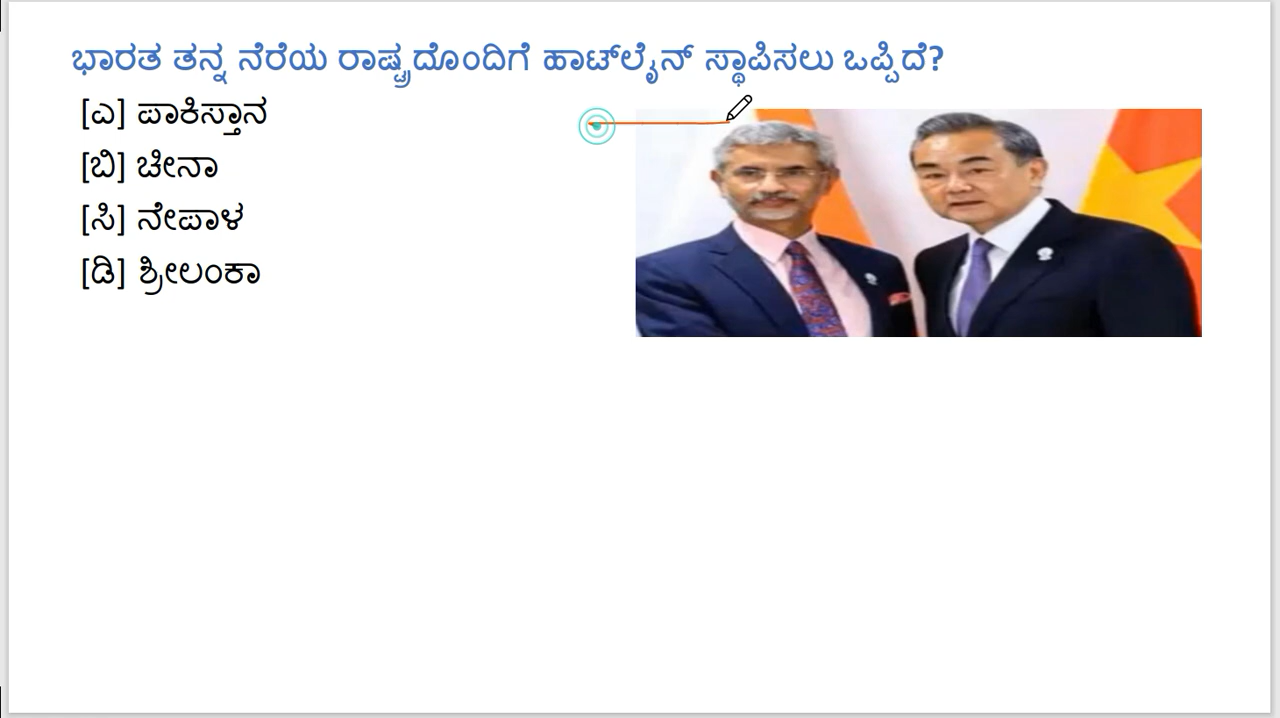 ಭಾರತ ತನ್ನ ನೆರೆಯ ರಾಷ್ಟ್ರದೊಂದಿಗೆ ಹಾಟ್‌ಲೈನ್ ಸ್ಥಾಪಿಸಲು ಒಪ್ಪಿದೆ?
[ಎ] ಪಾಕಿಸ್ತಾನ
[ಬಿ] ಚೀನಾ
[ಸಿ] ನೇಪಾಳ
[ಡಿ] ಶ್ರೀಲಂಕಾ